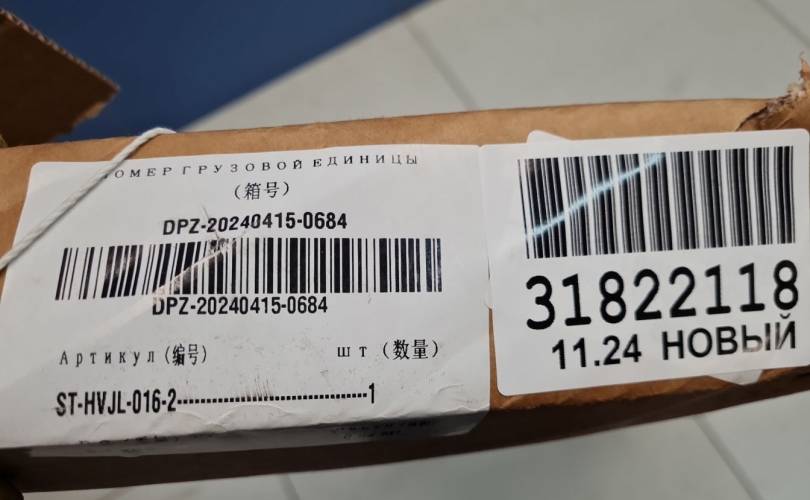 НОМЕР ГРУЗОВОЙ ЕДИНИЦЫ
(箱号)
DPZ-20240415-0684
DPZ-20240415-0684
Артикул (编号) шт (数量)
ST-HVJL-016-2--------------------------------1
31822118
11.24 НОВЫЙ